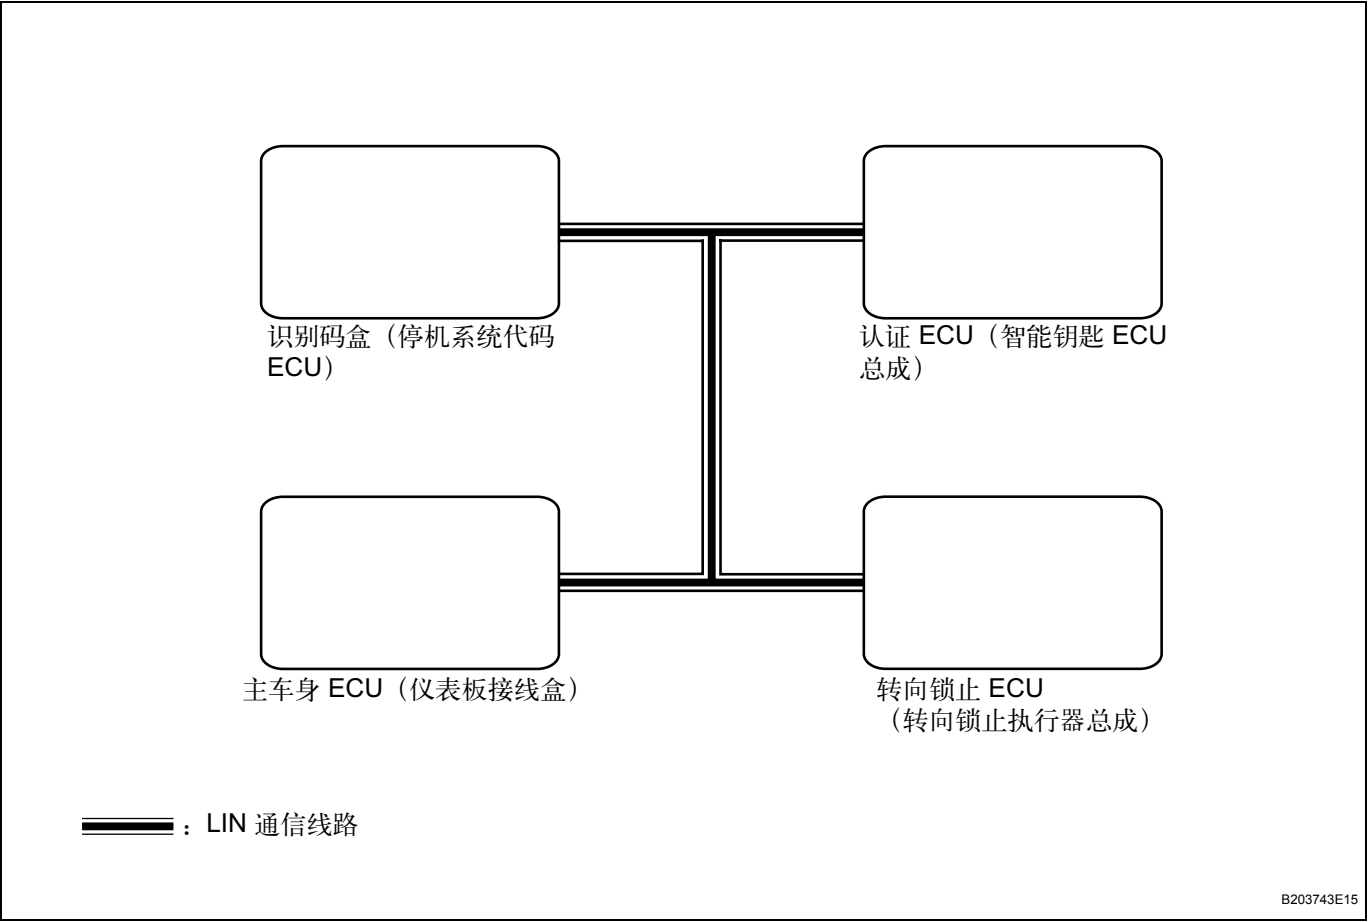 识别码盒（停机系统代码
ECU）
认证 ECU（智能钥匙 ECU
总成）
主车身 ECU（仪表板接线盒）
转向锁止 ECU
（转向锁止执行器总成）
：LIN 通信线路
B203743E15